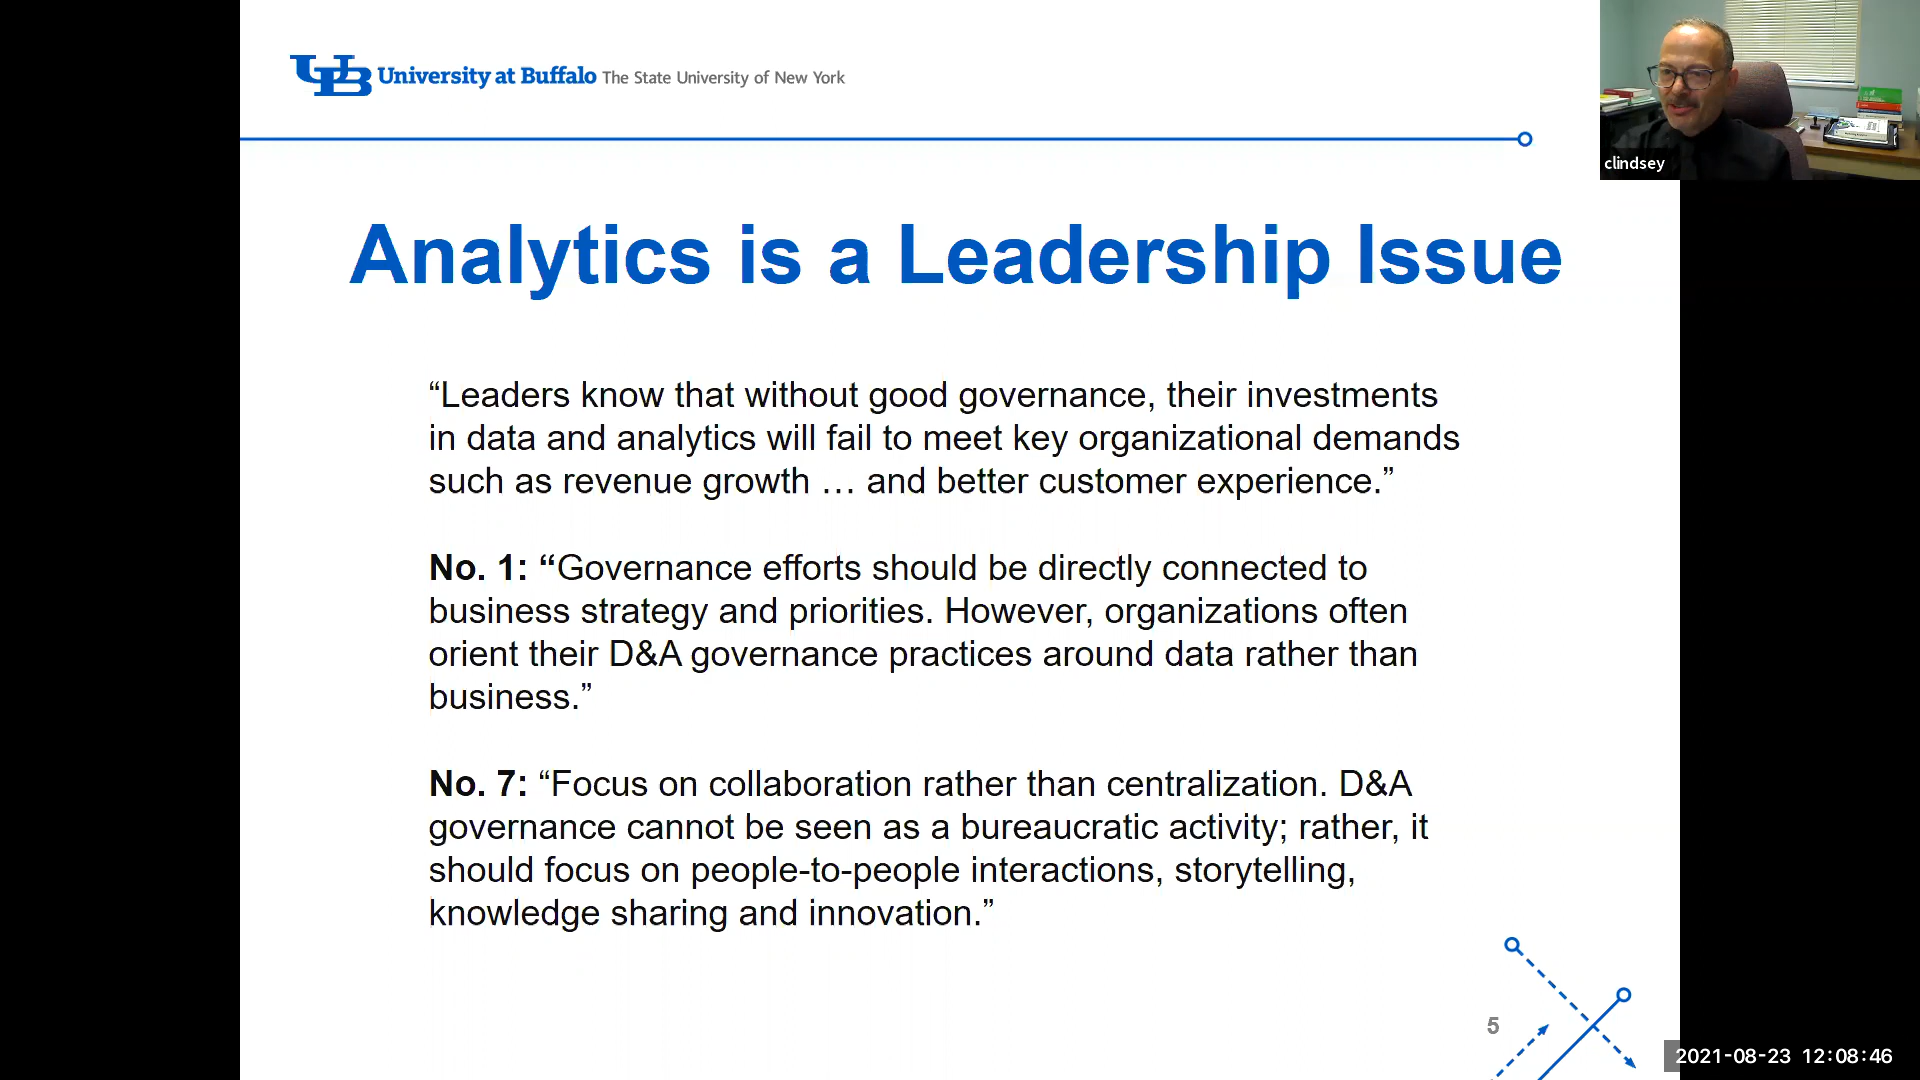 University at Buffalo The State University of New York
clindsey
Analytics is a Leadership Issue
“Leaders know that without good governance, their investments
in data and analytics will fail to meet key organizational demands
such as revenue growth … and better customer experience.”
No. 1: “Governance efforts should be directly connected to
business strategy and priorities. However, organizations often
orient their D&A governance practices around data rather than
business.”
No. 7: “Focus on collaboration rather than centralization. D&A
governance cannot be seen as a bureaucratic activity; rather, it
should focus on people-to-people interactions, storytelling,
knowledge sharing and innovation.”
5
2021-08-23 12:08:46